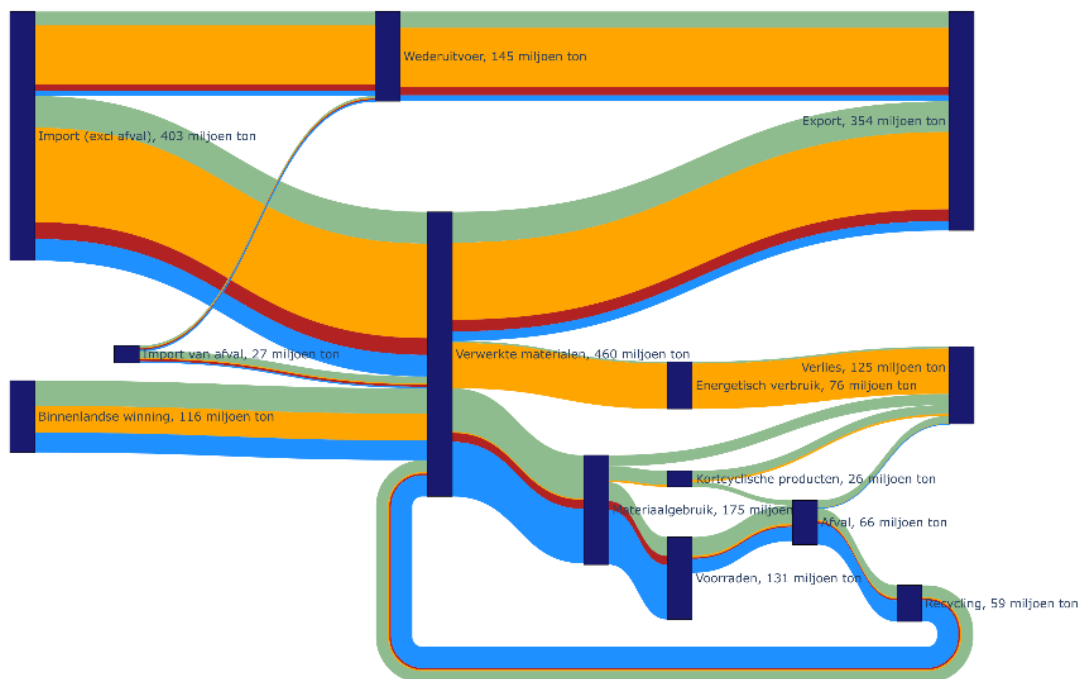 Wederuitvoer, 145 miljoen ton
Export, 354 miljoen ton
Import (excl afval), 403 miljoen ton
Import van afval, 27 miljoen ton
Verwerkte materialen, 460 miljoen ton
Verlies, 125 miljoen ton
Energetisch verbruik, 76 miljoen ton
Binnenlandse winning, 116 miljoen ton
Kortcyclische producten, 26 miljoen ton
Materiaalgebruik, 175 miljoen
Afval, 66 miljoen ton
Voorraden, 131 miljoen ton
Recycling, 59 miljoen ton